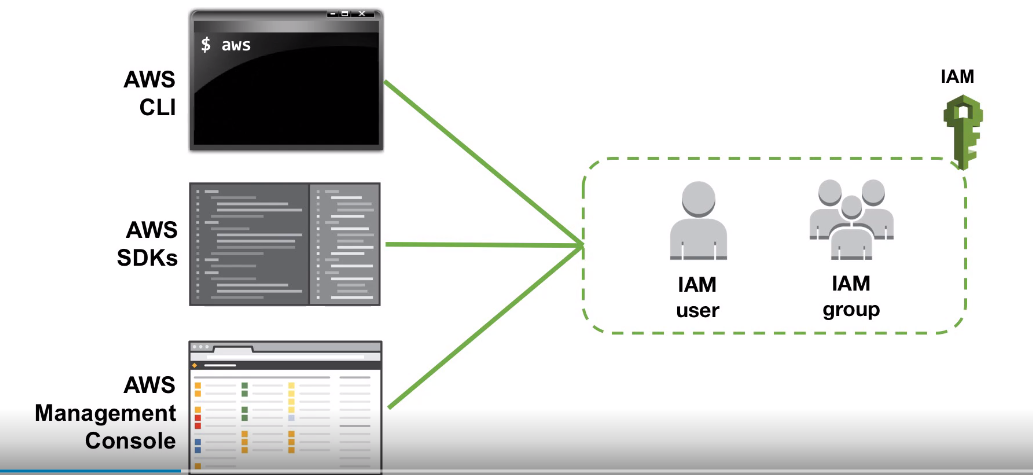 $ aws
AWS
CLI
IAM
AWS
SDKs
IAM
user
IAM
group
AWS
Management
Console